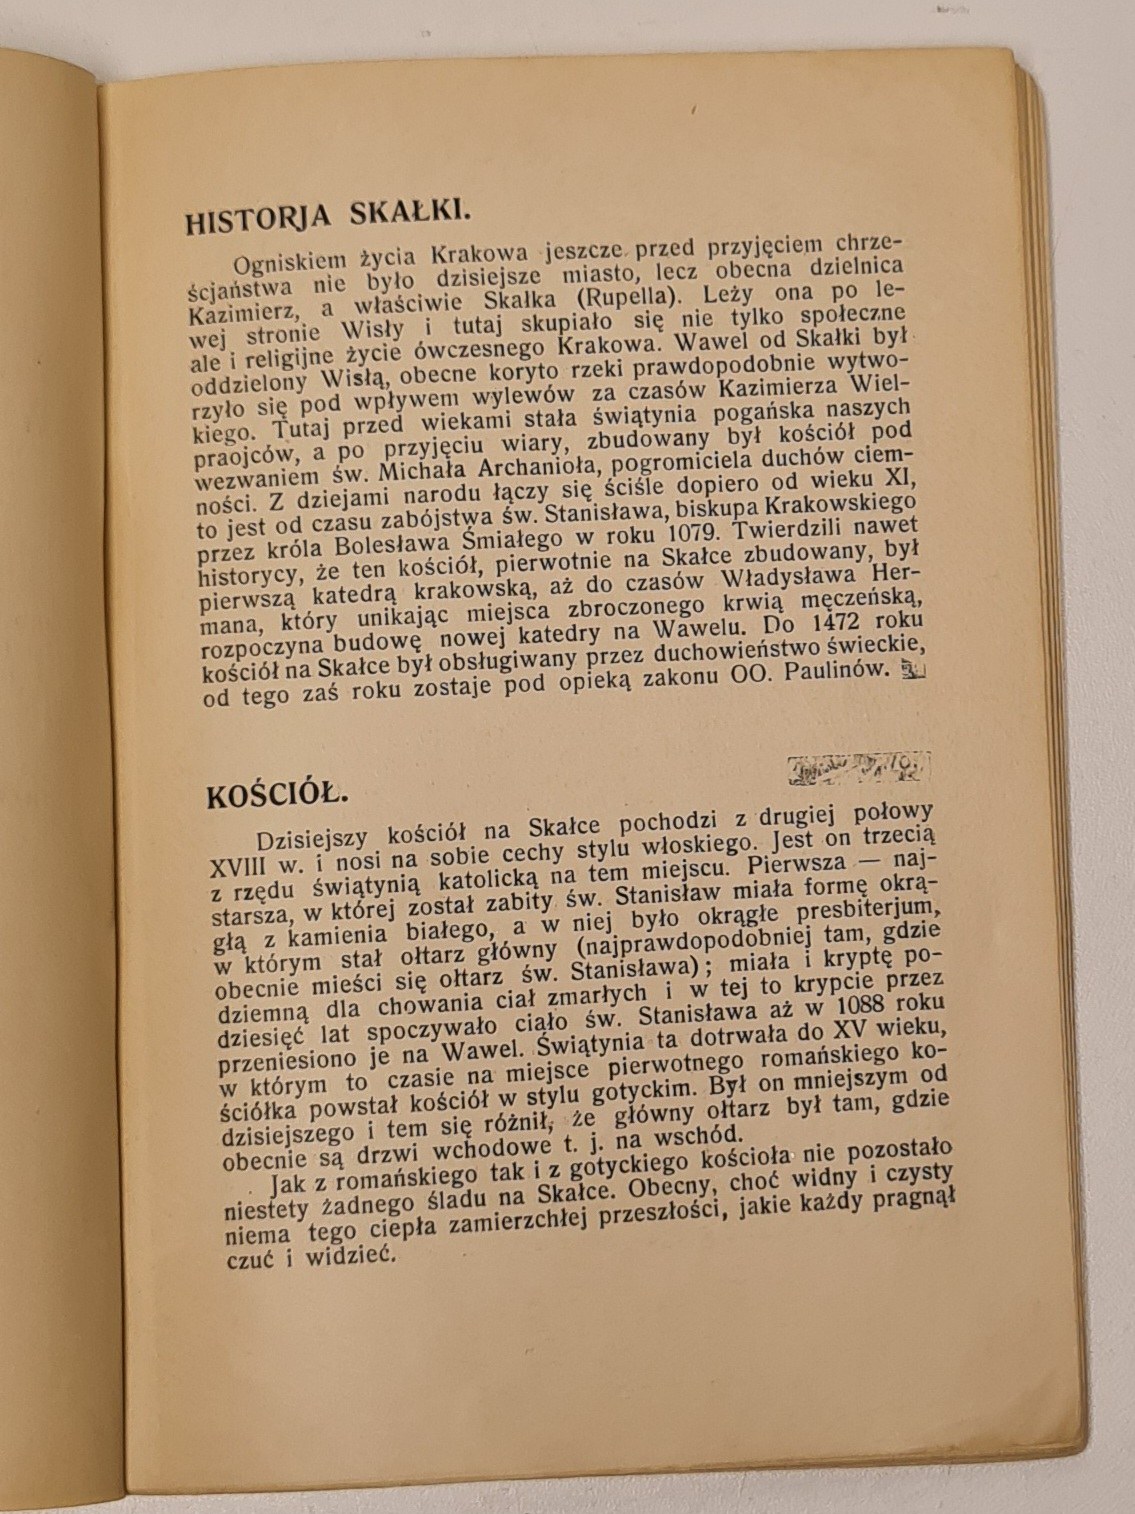 HISTORJA SKAŁKI.
Ogniskiem życia Krakowa jeszcze przed przyjęciem chrze-
ścjaństwa nie było dzisiejsze miasto, lecz obecna dzielnica
Kazimierz, a właściwie Skałka (Rupella). Leży ona po le-
wej stronie Wisły i tutaj skupiało się nie tylko społeczne
ale i religijne życie ówczesnego Krakowa. Wawel od Skałki był
oddzielony Wisłą, obecne koryto rzeki prawdopodobnie wytwo-
rzyło się pod wpływem wylewów za czasów Kazimierza Wiel-
kiego. Tutaj przed wiekami stała świątynia pogańska naszych
praojców, a po przyjęciu wiary, zbudowany był kościół pod
wezwaniem św. Michała Archanioła, pogromiciela duchów ciem-
ności. Z dziejami narodu łączy się ściśle dopiero od wieku XI,
to jest od czasu zabójstwa św. Stanisława, biskupa Krakowskiego
przez króla Bolesława Śmiałego w roku 1079. Twierdzili nawet
historycy, że ten kościół, pierwotnie na Skałce zbudowany, był
pierwszą katedrą krakowską, aż do czasów Władysława Her-
mana, który unikając miejsca zbroczonego krwią męczeńską,
rozpoczyna budowę nowej katedry na Wawelu. Do 1472 roku
kościół na Skałce był obsługiwany przez duchowieństwo świeckie,
od tego zaś roku zostaje pod opieką zakonu OO. Paulinów.
KOŚCIÓŁ.
Dzisiejszy kościół na Skałce pochodzi z drugiej połowy
XVIII w. i nosi na sobie cechy stylu włoskiego. Jest on trzecią
z rzędu świątynią katolicką na tem miejscu. Pierwsza — naj-
starsza, w której został zabity św. Stanisław miała formę okrą-
głą z kamienia białego, a w niej było okrągłe presbiterjum,
w którym stał ołtarz główny (najprawdopodobniej tam, gdzie
obecnie mieści się ołtarz św. Stanisława); miała i kryptę po-
dziemną dla chowania ciał zmarłych i w tej to krypcie przez
dziesięć lat spoczywało ciało św. Stanisława aż w 1088 roku
przeniesiono je na Wawel. Świątynia ta dotrwała do XV wieku,
w którym to czasie na miejsce pierwotnego romańskiego ko-
ściółka powstał kościół w stylu gotyckim. Był on mniejszym od
dzisiejszego i tem się różnił, że główny ołtarz był tam, gdzie
obecnie są drzwi wchodowe t. j. na wschód.
Jak z romańskiego tak i z gotyckiego kościoła nie pozostało
niestety żadnego śladu na Skałce. Obecny, choć widny i czysty
niema tego ciepła zamierzchłej przeszłości, jakie każdy pragnął
czuć i widzieć.